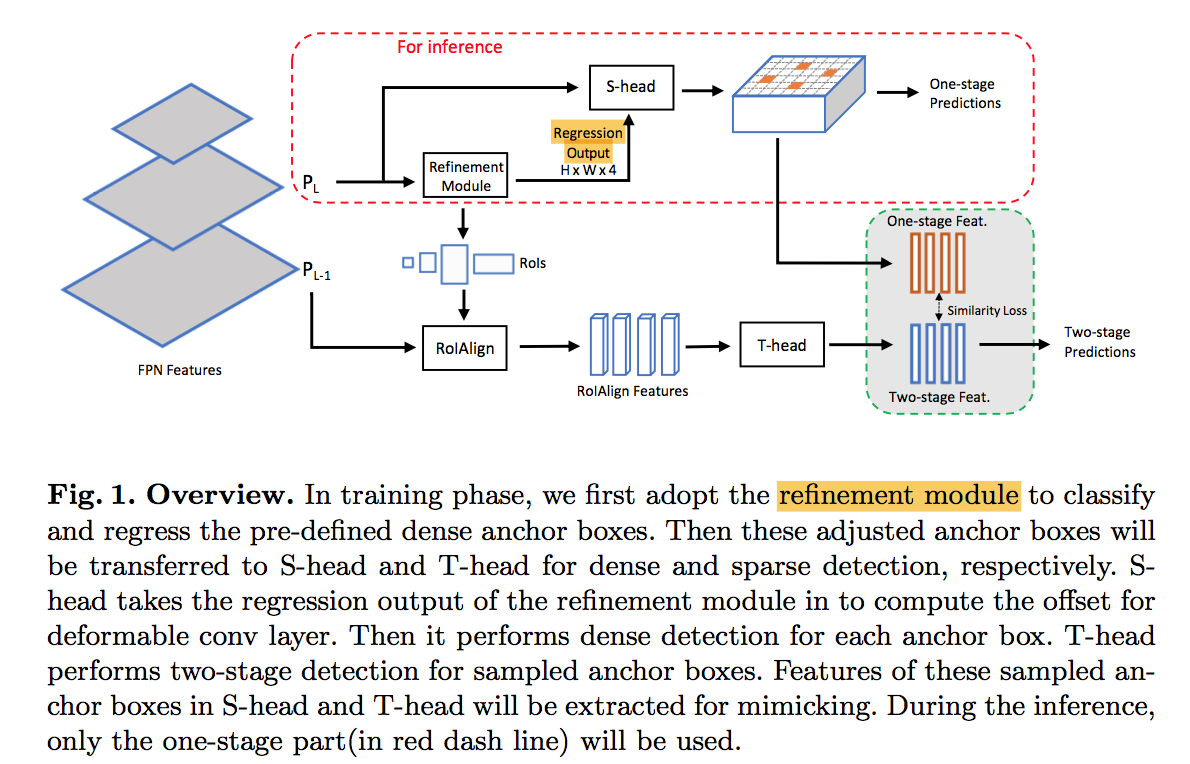 For inference
S-head
One-stage
Predictions
Regression
Output
H x W x 4
Refinement
Module
PL
One-stage Feat.
RoIs
PL-1
Similarity Loss
RoIAlign
T-head
Two-stage
Predictions
FPN Features
RoIAlign Features
Two-stage Feat.
Fig. 1. Overview. In training phase, we first adopt the refinement module to classify
and regress the pre-defined dense anchor boxes. Then these adjusted anchor boxes will
be transferred to S-head and T-head for dense and sparse detection, respectively. S-
head takes the regression output of the refinement module in to compute the offset for
deformable conv layer. Then it performs dense detection for each anchor box. T-head
performs two-stage detection for sampled anchor boxes. Features of these sampled an-
chor boxes in S-head and T-head will be extracted for mimicking. During the inference,
only the one-stage part(in red dash line) will be used.